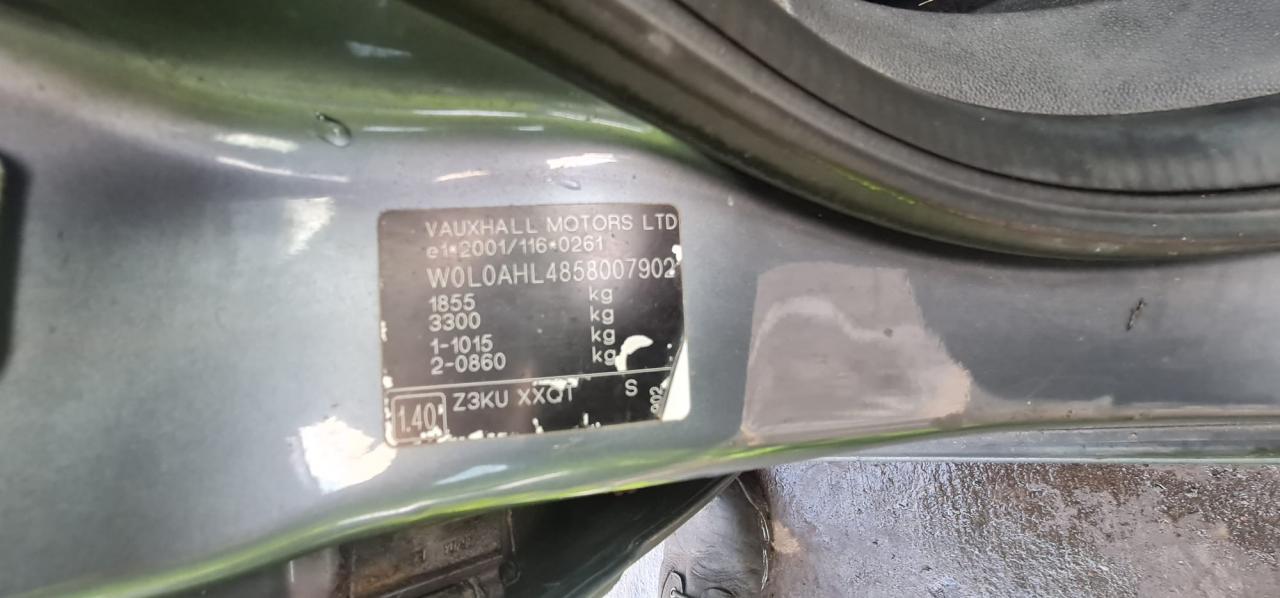 VAUXHALL MOTORS LTD
e1*2001/116*0261
W0L0AHL4858007902
1855 kg
3300 kg
1-1015 kg
2-0860 kg
1.40 Z3KU XXQ1 S
902